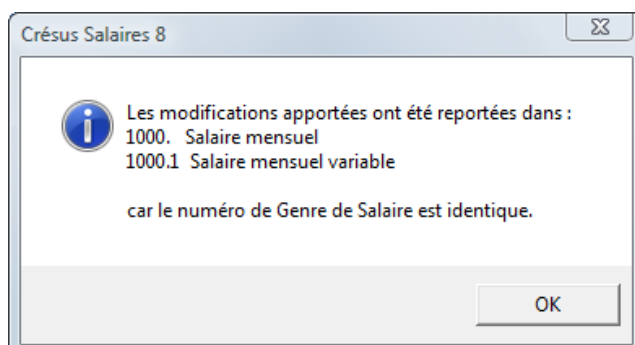 Crésus Salaires 8
Les modifications apportées ont été reportées dans :
1000. Salaire mensuel
1000.1 Salaire mensuel variable
car le numéro de Genre de Salaire est identique.
OK